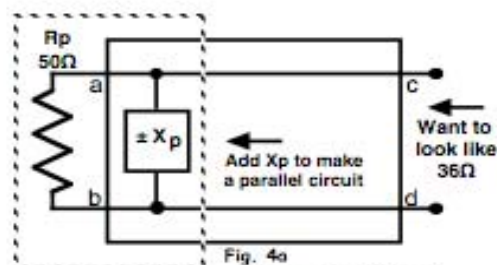 Rp
50Ω
a
b
± Xp
c
d
Add Xp to make
a parallel circuit
Want to
look like
36Ω
Fig. 4a